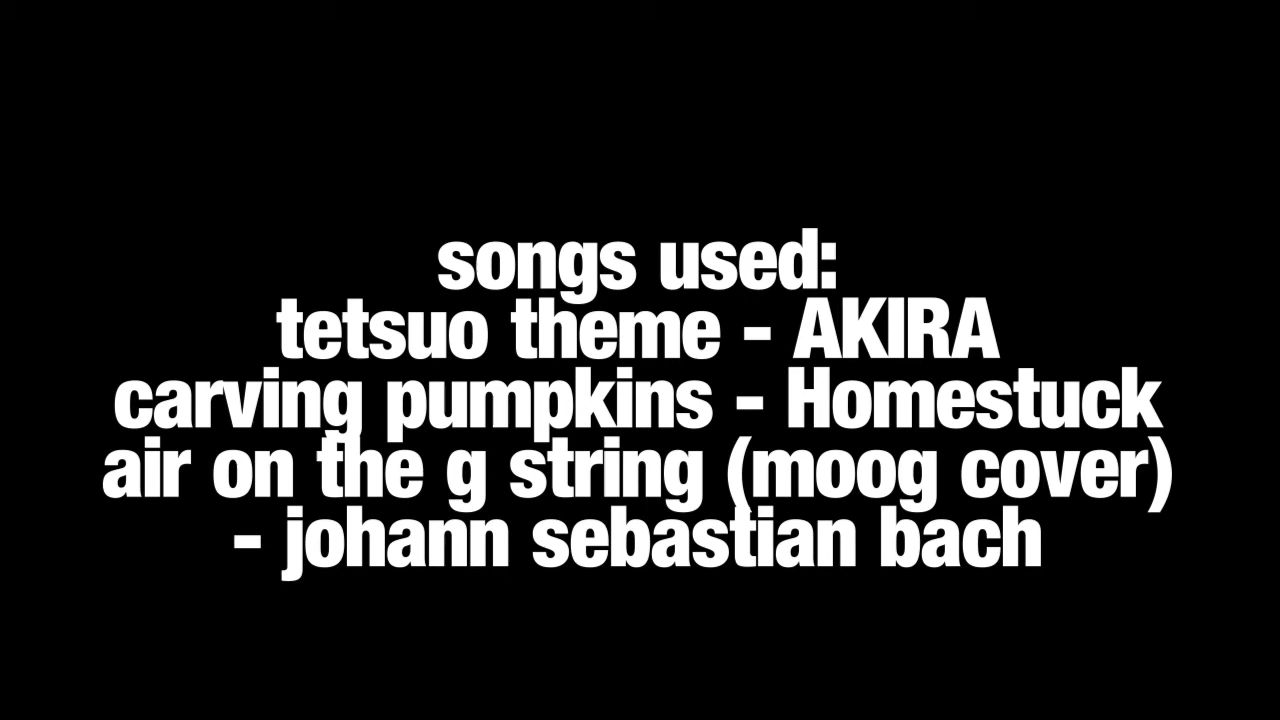 songs used:
tetsuo theme - AKIRA
carving pumpkins - Homestuck
air on the g string (moog cover)
- johann sebastian bach